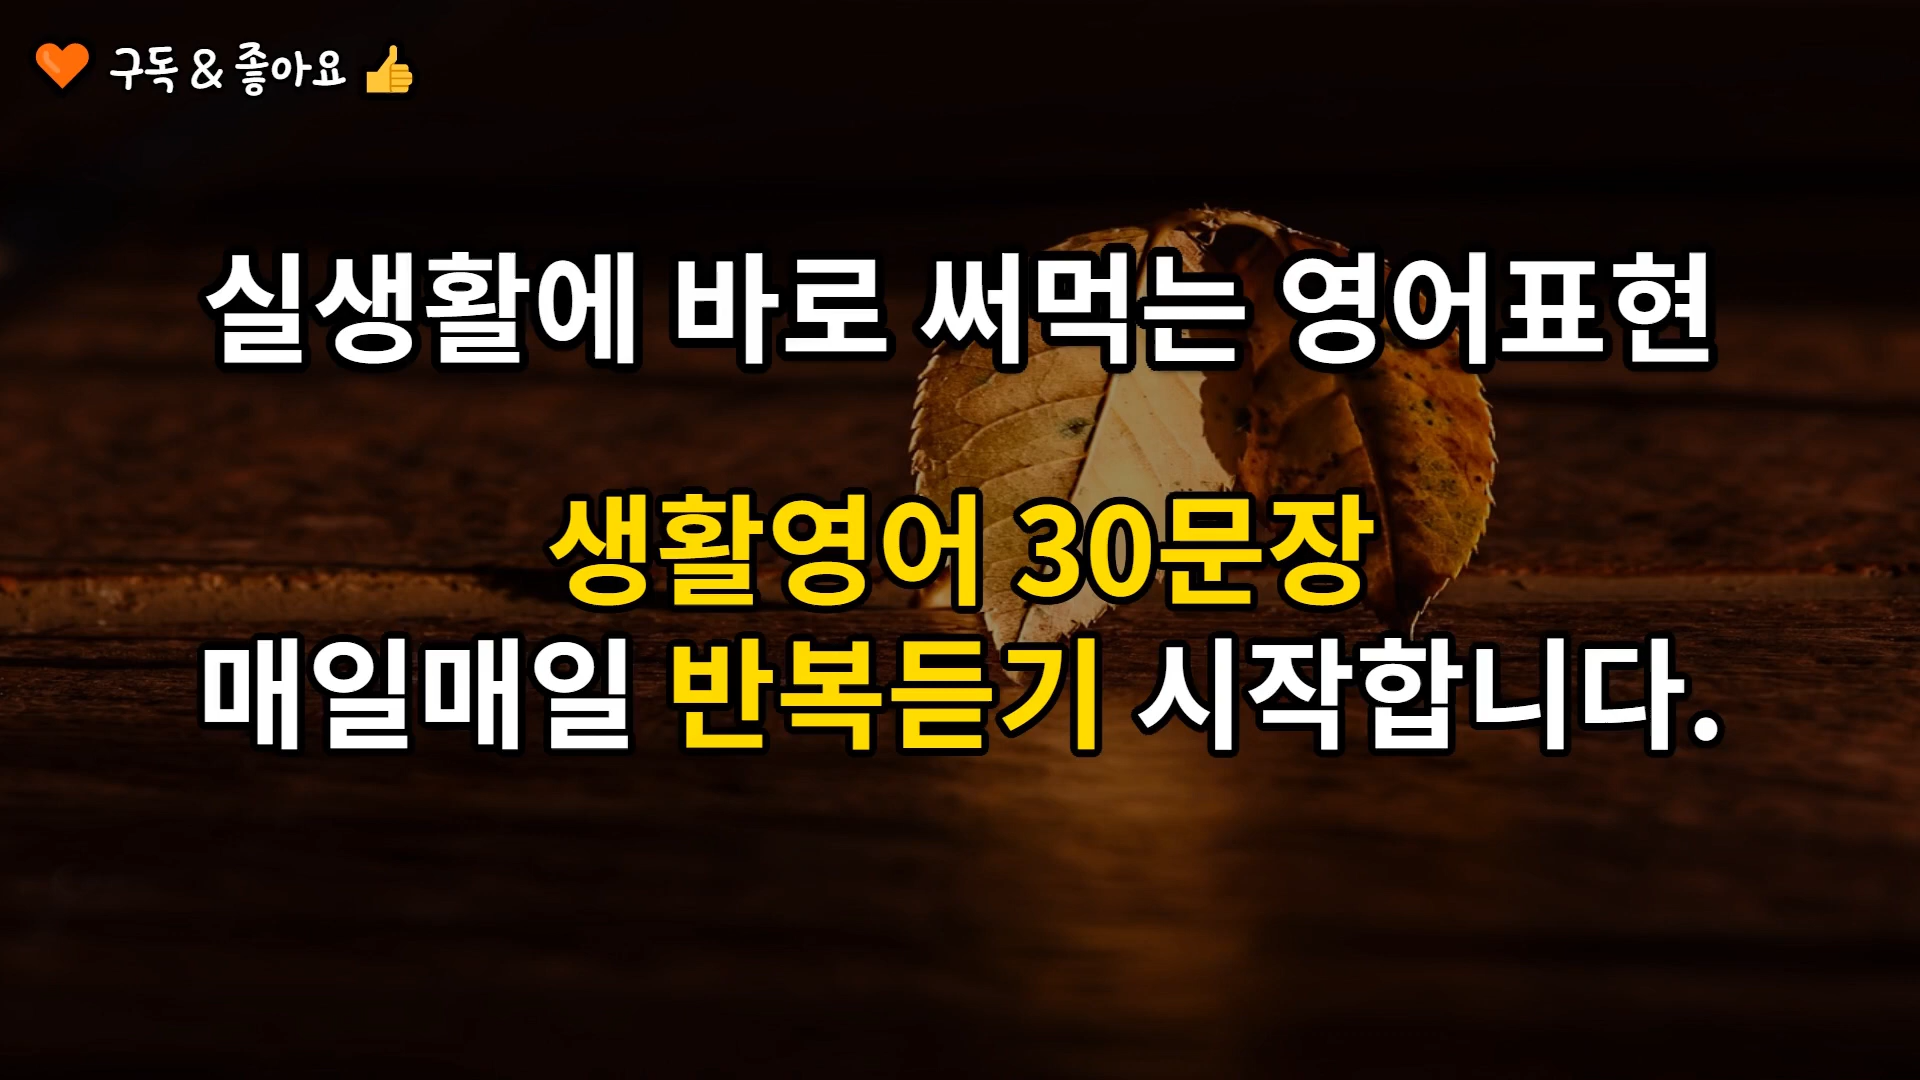 🧡 구독 & 좋아요 👍
실생활에 바로 써먹는 영어표현
생활영어 30문장
매일매일 반복듣기 시작합니다.